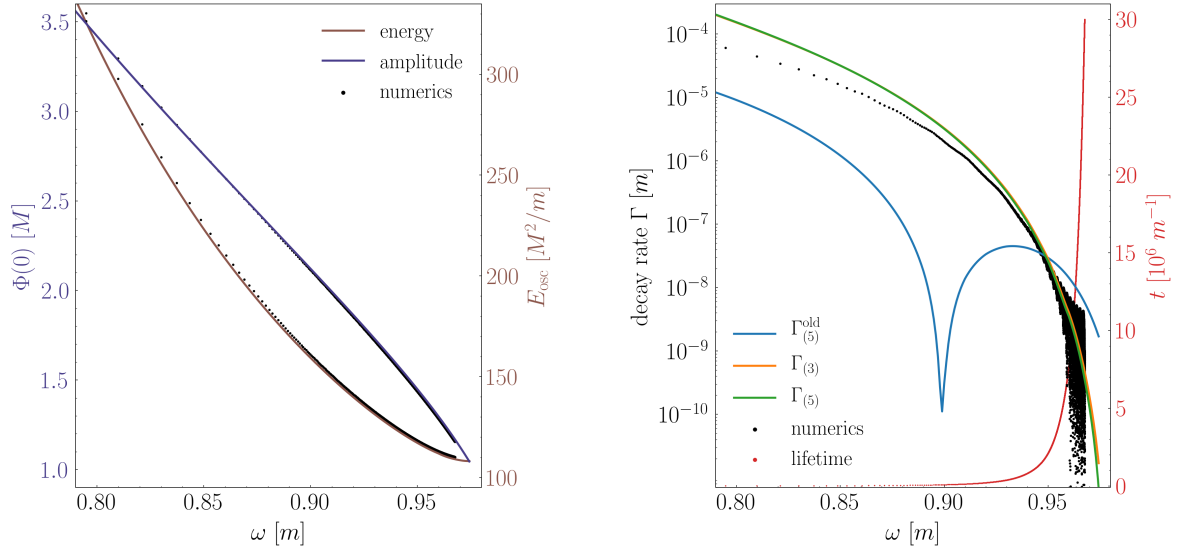 3.5
3.0
2.5
2.0
1.5
1.0
Φ(0) [M]
energy
amplitude
numerics
300
250
200
150
100
E_osc [M²/m]
0.80
0.85
0.90
0.95
ω [m]
10⁻⁴
10⁻⁵
10⁻⁶
10⁻⁷
10⁻⁸
10⁻⁹
10⁻¹⁰
decay rate Γ [m]
Γ^old_(5)
Γ_(3)
Γ_(5)
numerics
lifetime
30
25
20
15
10
5
0
t [10⁶ m⁻¹]
0.80
0.85
0.90
0.95
ω [m]